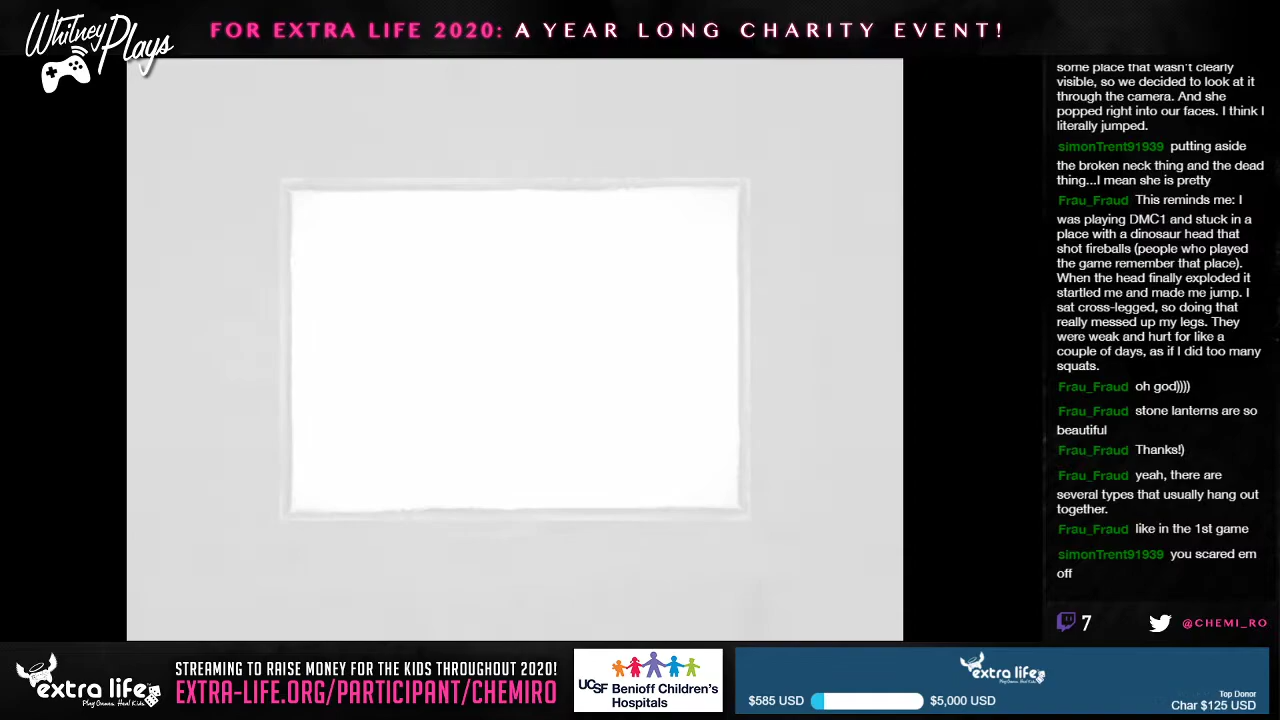 Whitney Plays
FOR EXTRA LIFE 2020: A YEAR LONG CHARITY EVENT!
some place that wasn't clearly
visible, so we decided to look at it
through the camera. And she
popped right into our faces. I think I
literally jumped.
simonTrent91939 putting aside
the broken neck thing and the dead
thing...I mean she is pretty
Frau_Fraud This reminds me: I
was playing DMC1 and stuck in a
place with a dinosaur head that
shot fireballs (people who played
the game remember that place).
When the head finally exploded it
startled me and made me jump. I
sat cross-legged, so doing that
really messed up my legs. They
were weak and hurt for like a
couple of days, as if I did too many
squats.
Frau_Fraud oh god))))
Frau_Fraud stone lanterns are so
beautiful
Frau_Fraud Thanks!)
Frau_Fraud yeah, there are
several types that usually hang out
together.
Frau_Fraud like in the 1st game
simonTrent91939 you scared em
off
7
@CHEMI_RO
extra life
Play Games. Heal Kids.
STREAMING TO RAISE MONEY FOR THE KIDS THROUGHOUT 2020!
EXTRA-LIFE.ORG/PARTICIPANT/CHEMIRO
UCSF Benioff Children's
Hospitals
extra life
Play Games. Heal Kids.
$585 USD
$5,000 USD
Top Donor
Char $125 USD